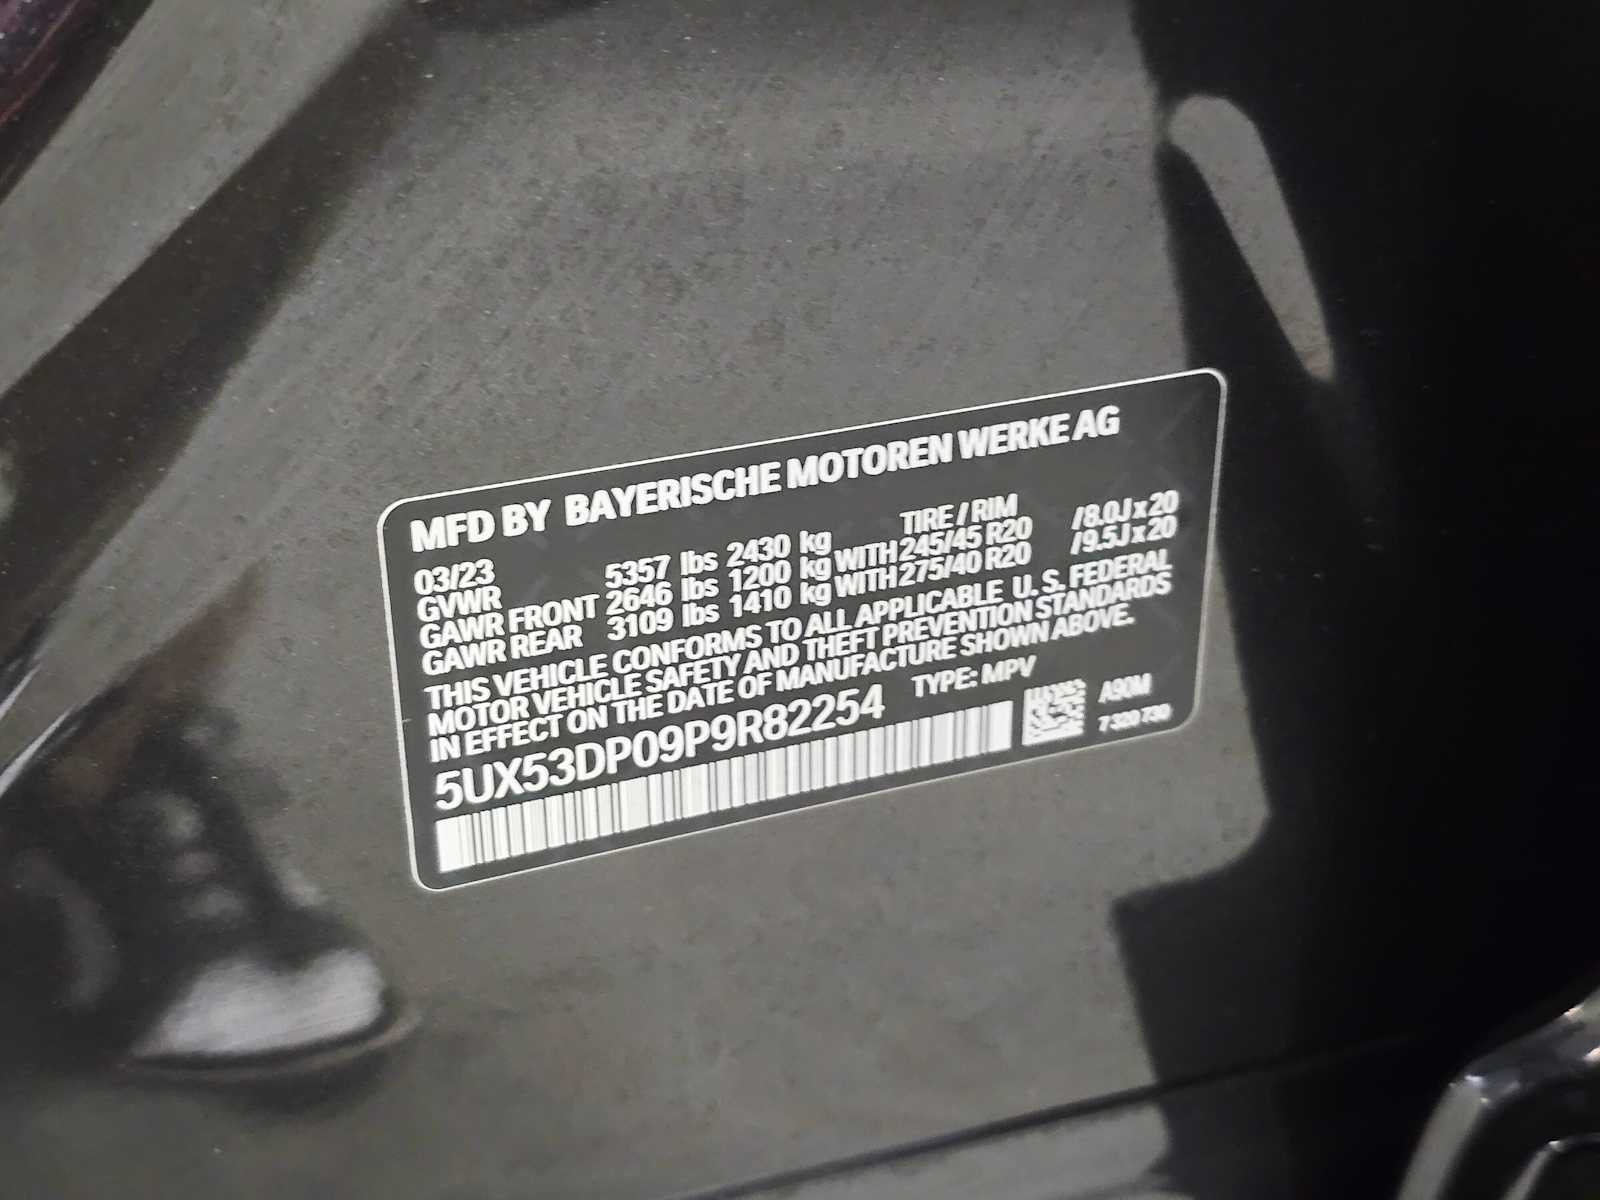 MFD BY BAYERISCHE MOTOREN WERKE AG
03/23 TIRE / RIM
GVWR 5357 lbs 2430 kg
GAWR FRONT 2646 lbs 1200 kg WITH 245/45 R20 /8.0J x 20
GAWR REAR 3109 lbs 1410 kg WITH 275/40 R20 /9.5J x 20
THIS VEHICLE CONFORMS TO ALL APPLICABLE U. S. FEDERAL
MOTOR VEHICLE SAFETY AND THEFT PREVENTION STANDARDS
IN EFFECT ON THE DATE OF MANUFACTURE SHOWN ABOVE.
5UX53DP09P9R82254 TYPE: MPV
A90M
7 320 730